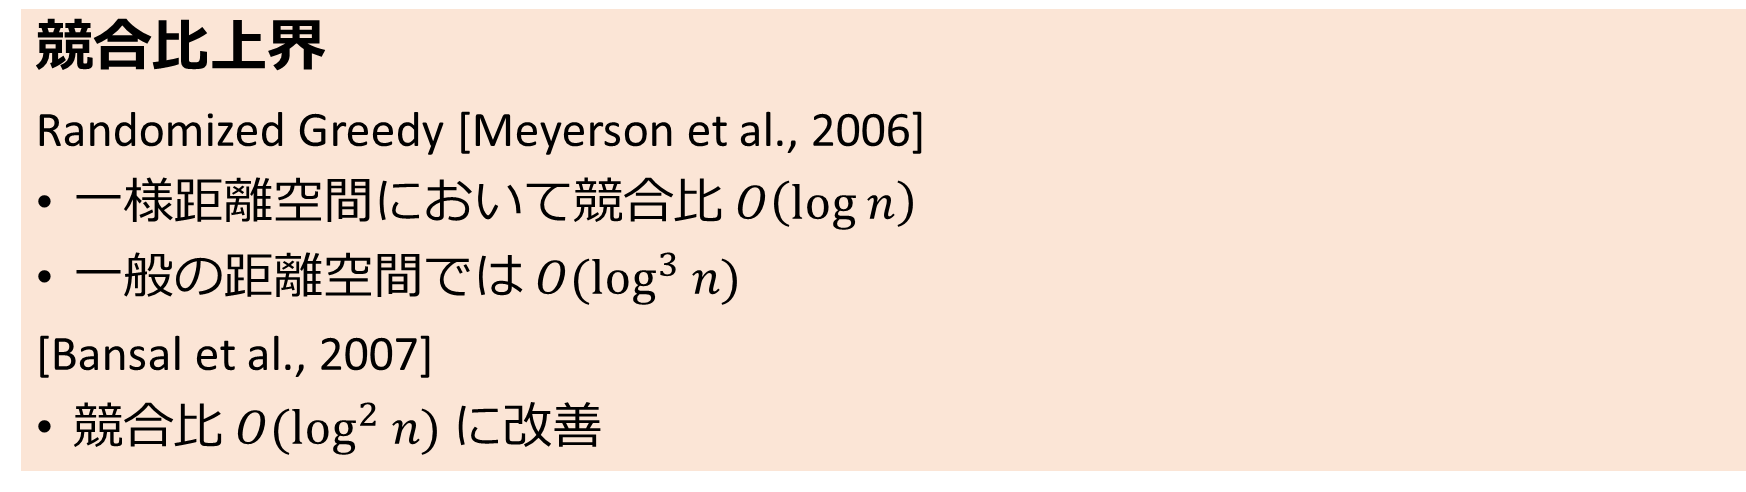 競合比上界
Randomized Greedy [Meyerson et al., 2006]
• 一様距離空間において競合比 O(log n)
• 一般の距離空間では O(log³ n)
[Bansal et al., 2007]
• 競合比 O(log² n) に改善